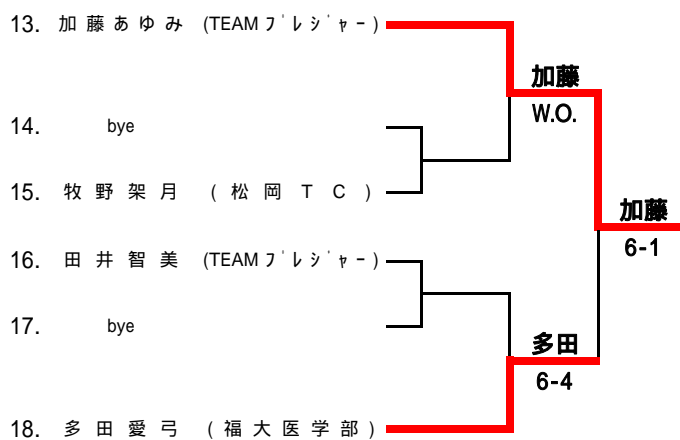 13. 加藤あゆみ (TEAMﾌﾟﾚｼﾞｬｰ)
加藤
W.O.
14. bye
15. 牧野架月 (松岡TC)
加藤
6-1
16. 田井智美 (TEAMﾌﾟﾚｼﾞｬｰ)
17. bye
多田
6-4
18. 多田愛弓 (福大医学部)